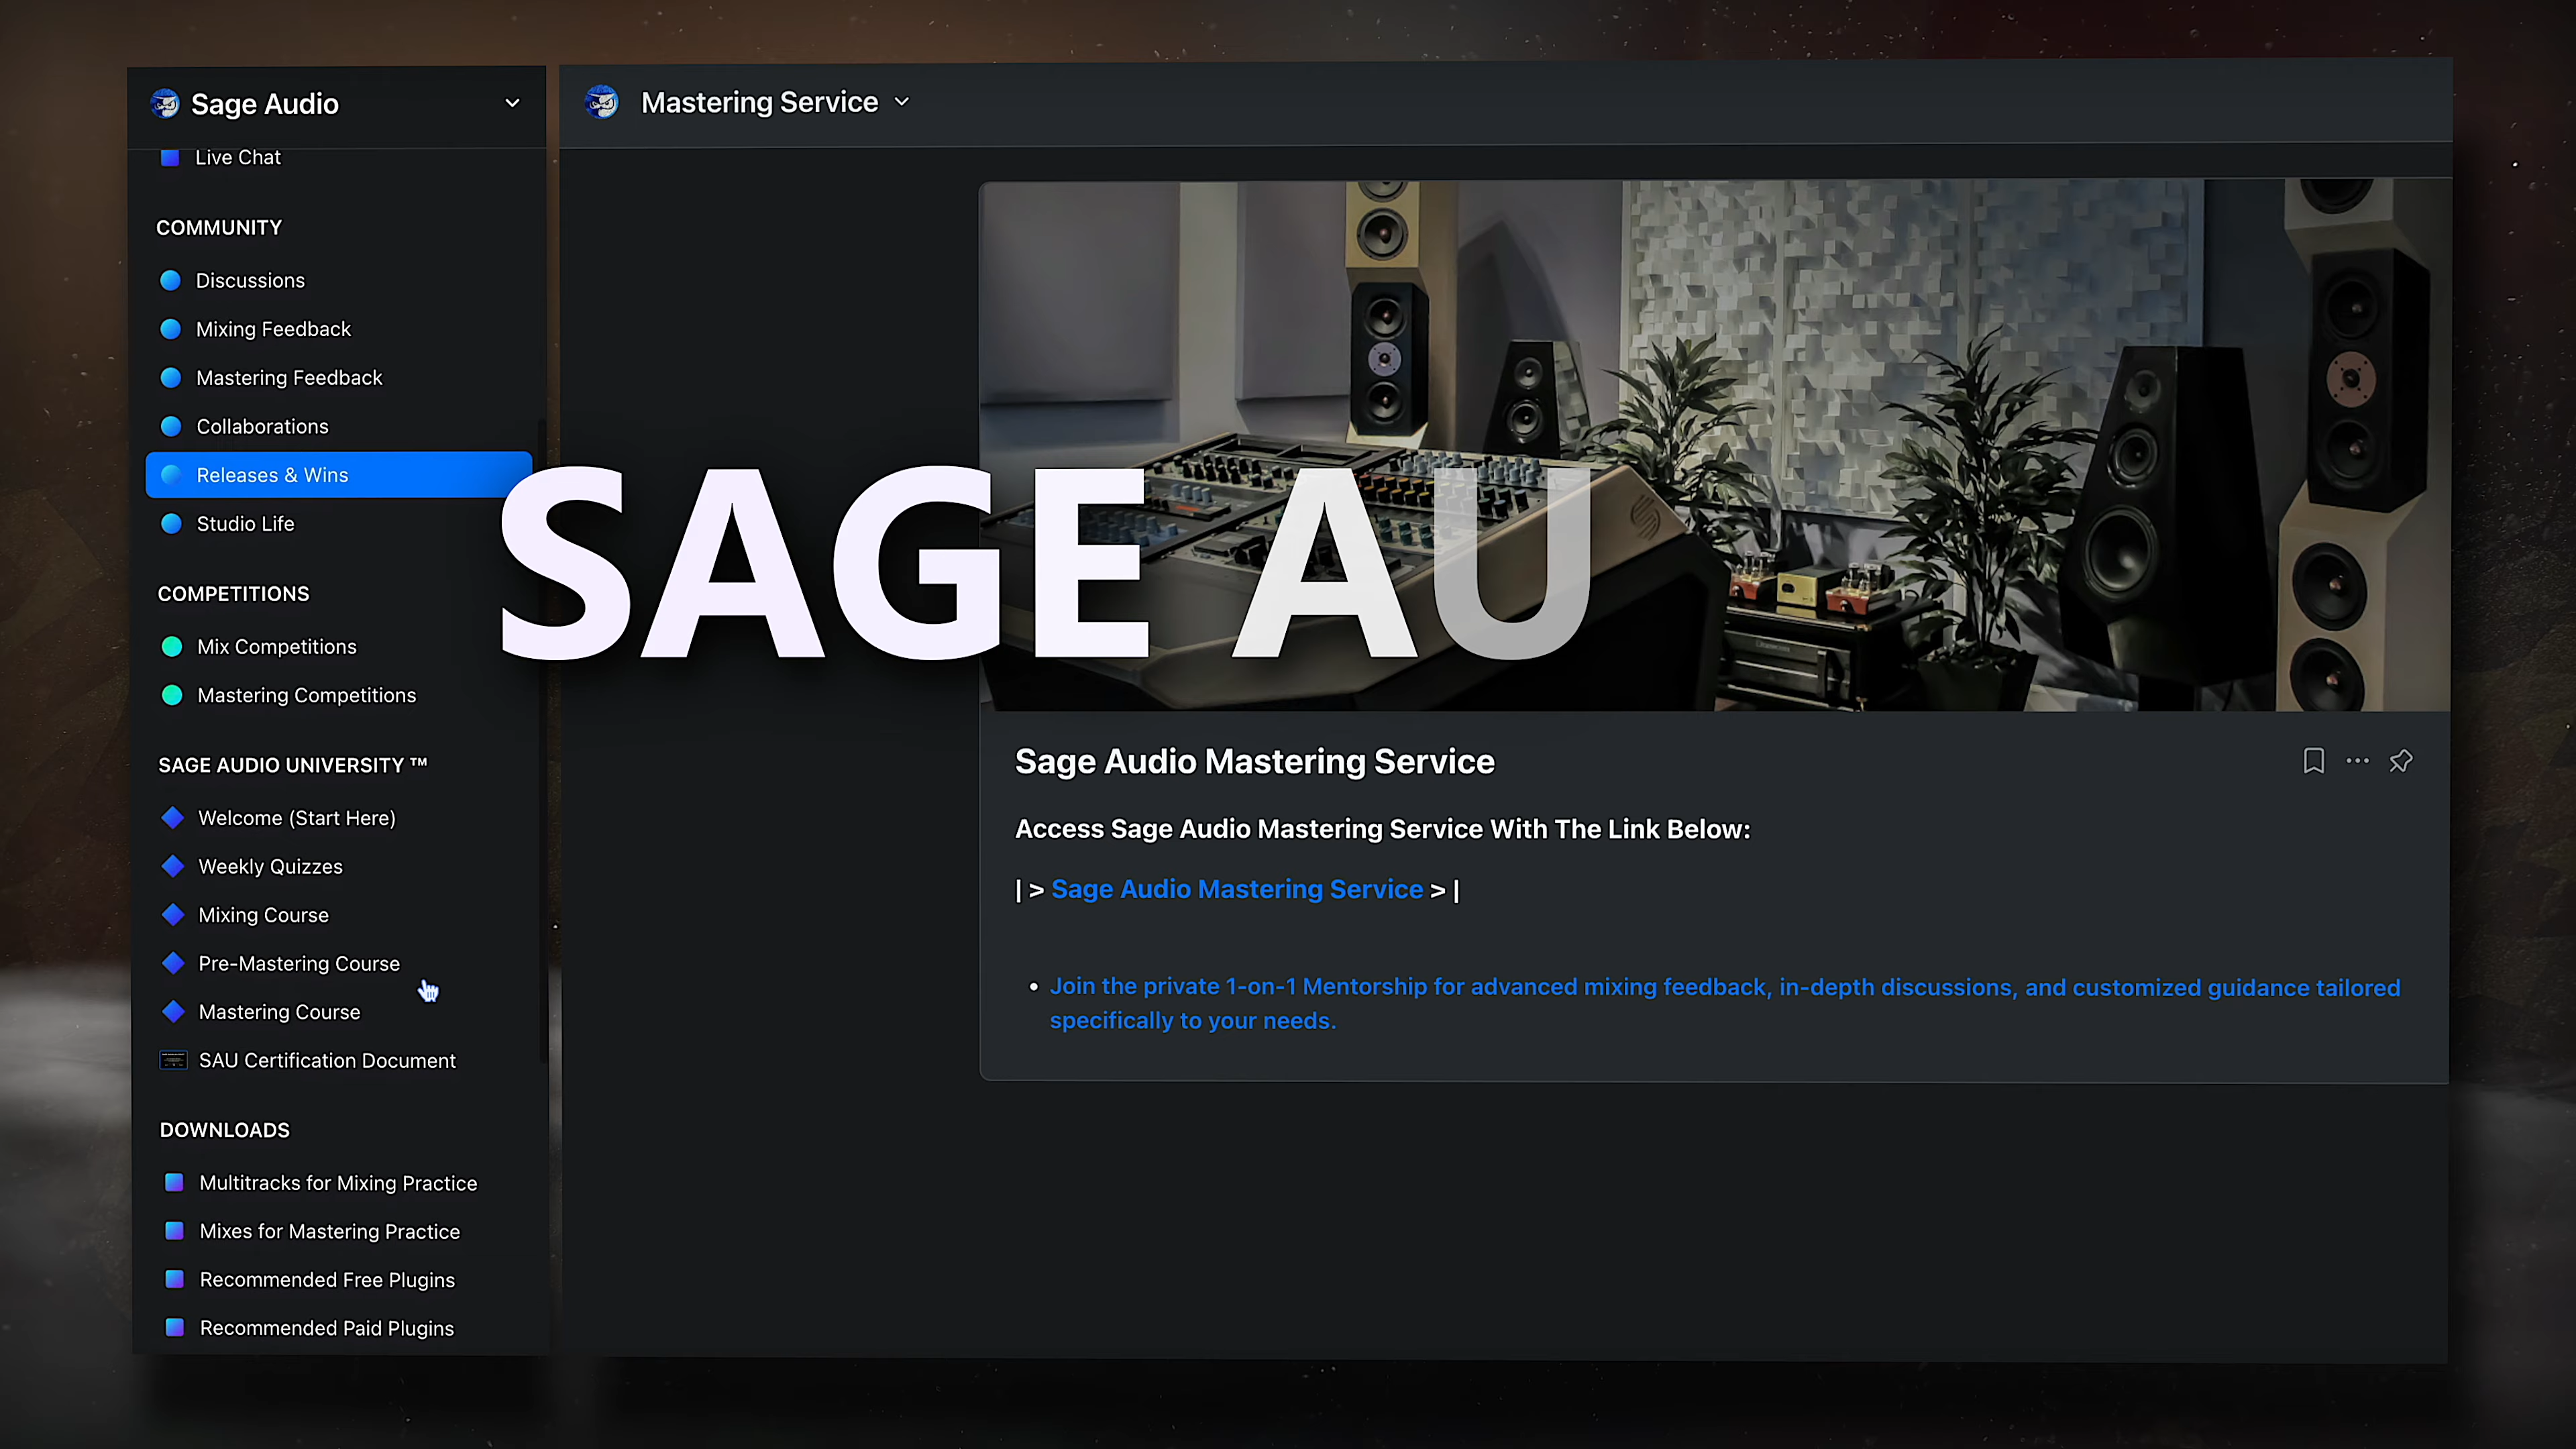 Sage Audio
Live Chat
COMMUNITY
Discussions
Mixing Feedback
Mastering Feedback
Collaborations
Releases & Wins
Studio Life
COMPETITIONS
Mix Competitions
Mastering Competitions
SAGE AUDIO UNIVERSITY ™
Welcome (Start Here)
Weekly Quizzes
Mixing Course
Pre-Mastering Course
Mastering Course
SAU Certification Document
DOWNLOADS
Multitracks for Mixing Practice
Mixes for Mastering Practice
Recommended Free Plugins
Recommended Paid Plugins
Mastering Service
SAGE AU
Sage Audio Mastering Service
Access Sage Audio Mastering Service With The Link Below:
| > Sage Audio Mastering Service > |
• Join the private 1-on-1 Mentorship for advanced mixing feedback, in-depth discussions, and customized guidance tailored
specifically to your needs.